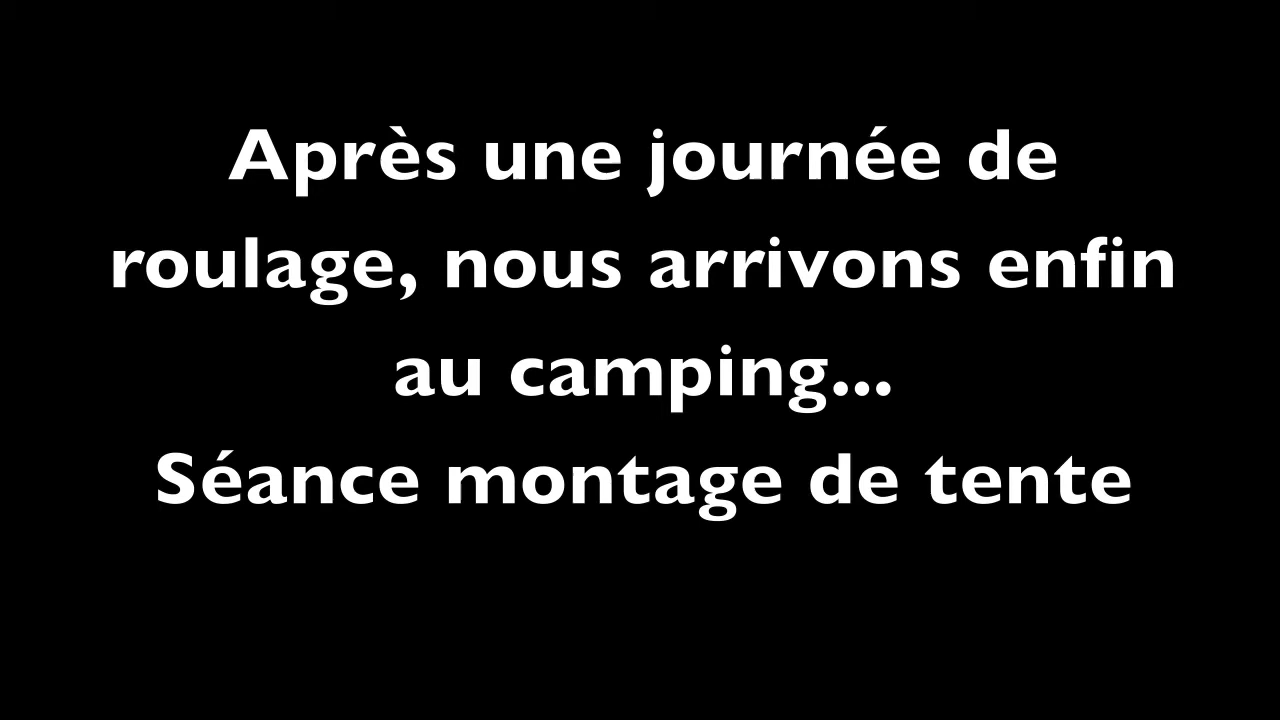 Après une journée de
roulage, nous arrivons enfin
au camping...
Séance montage de tente